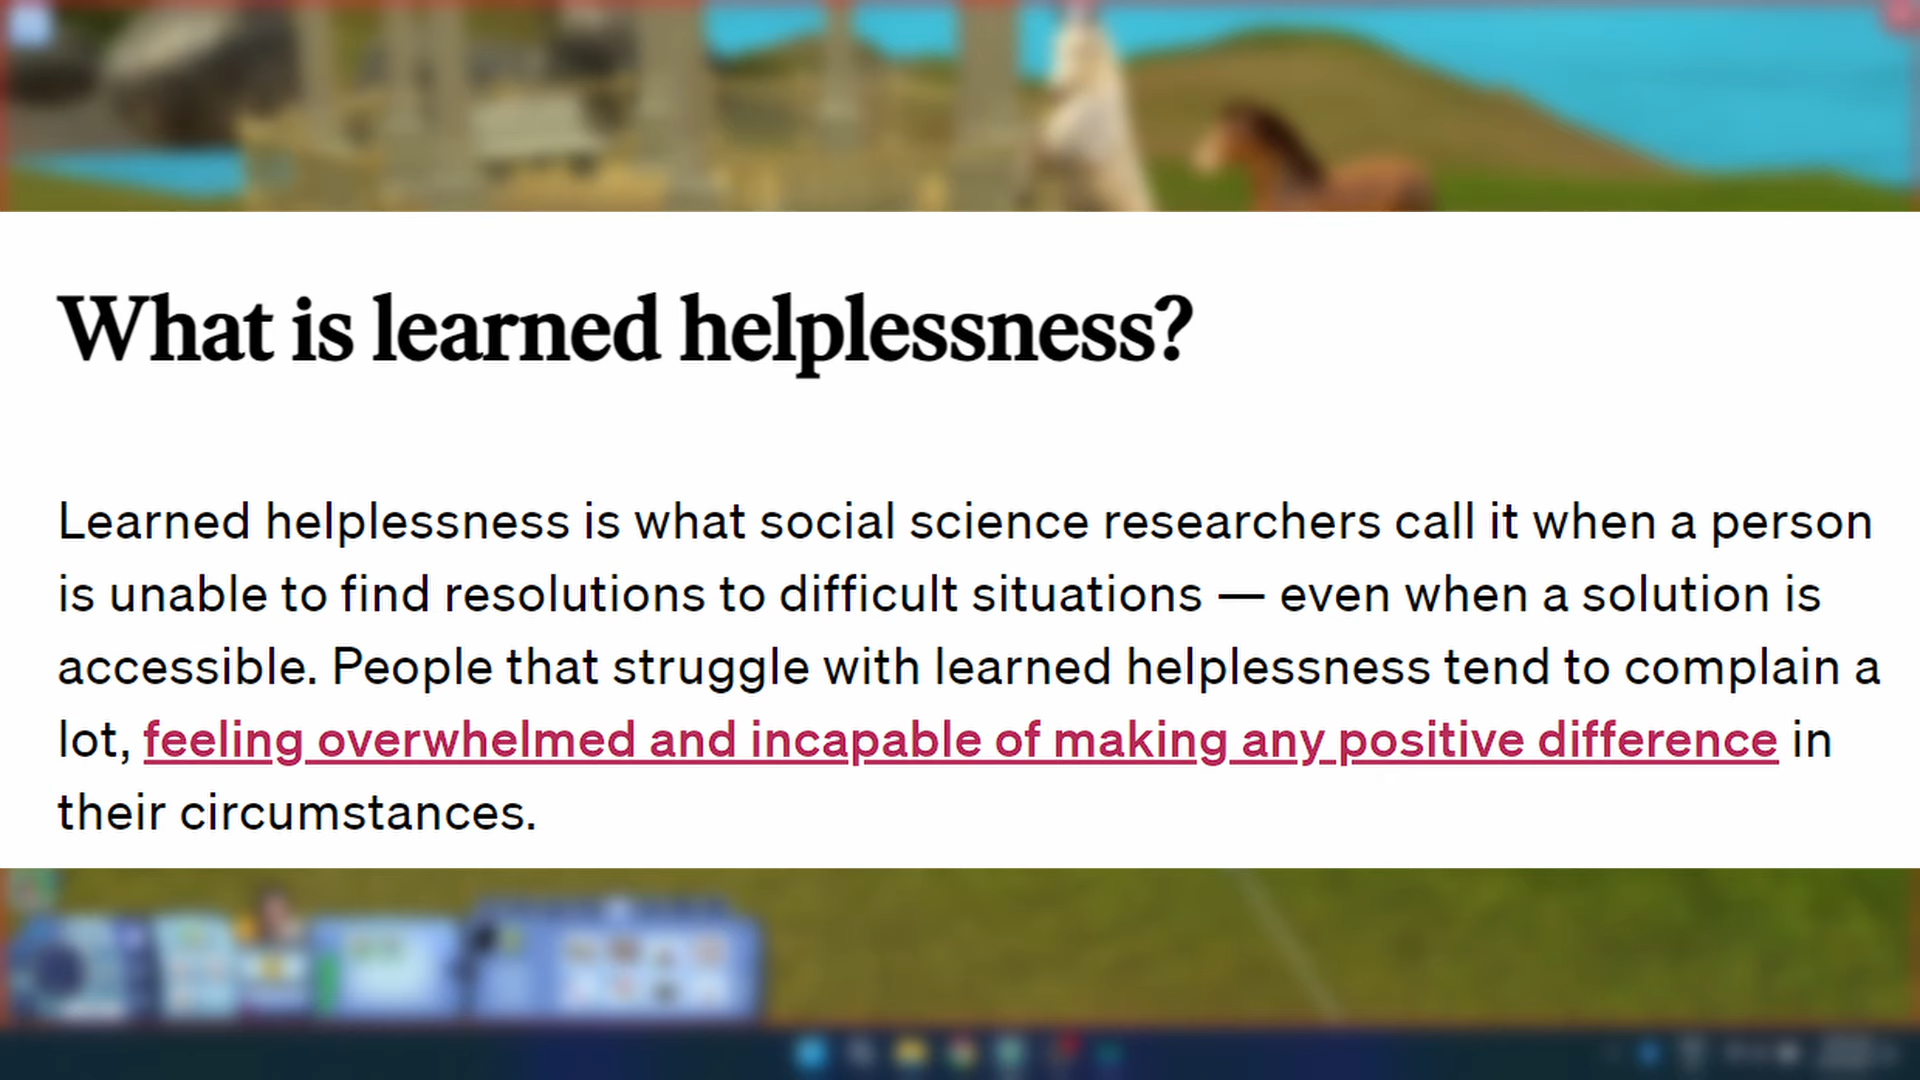 What is learned helplessness?
Learned helplessness is what social science researchers call it when a person
is unable to find resolutions to difficult situations — even when a solution is
accessible. People that struggle with learned helplessness tend to complain a
lot, feeling overwhelmed and incapable of making any positive difference in
their circumstances.